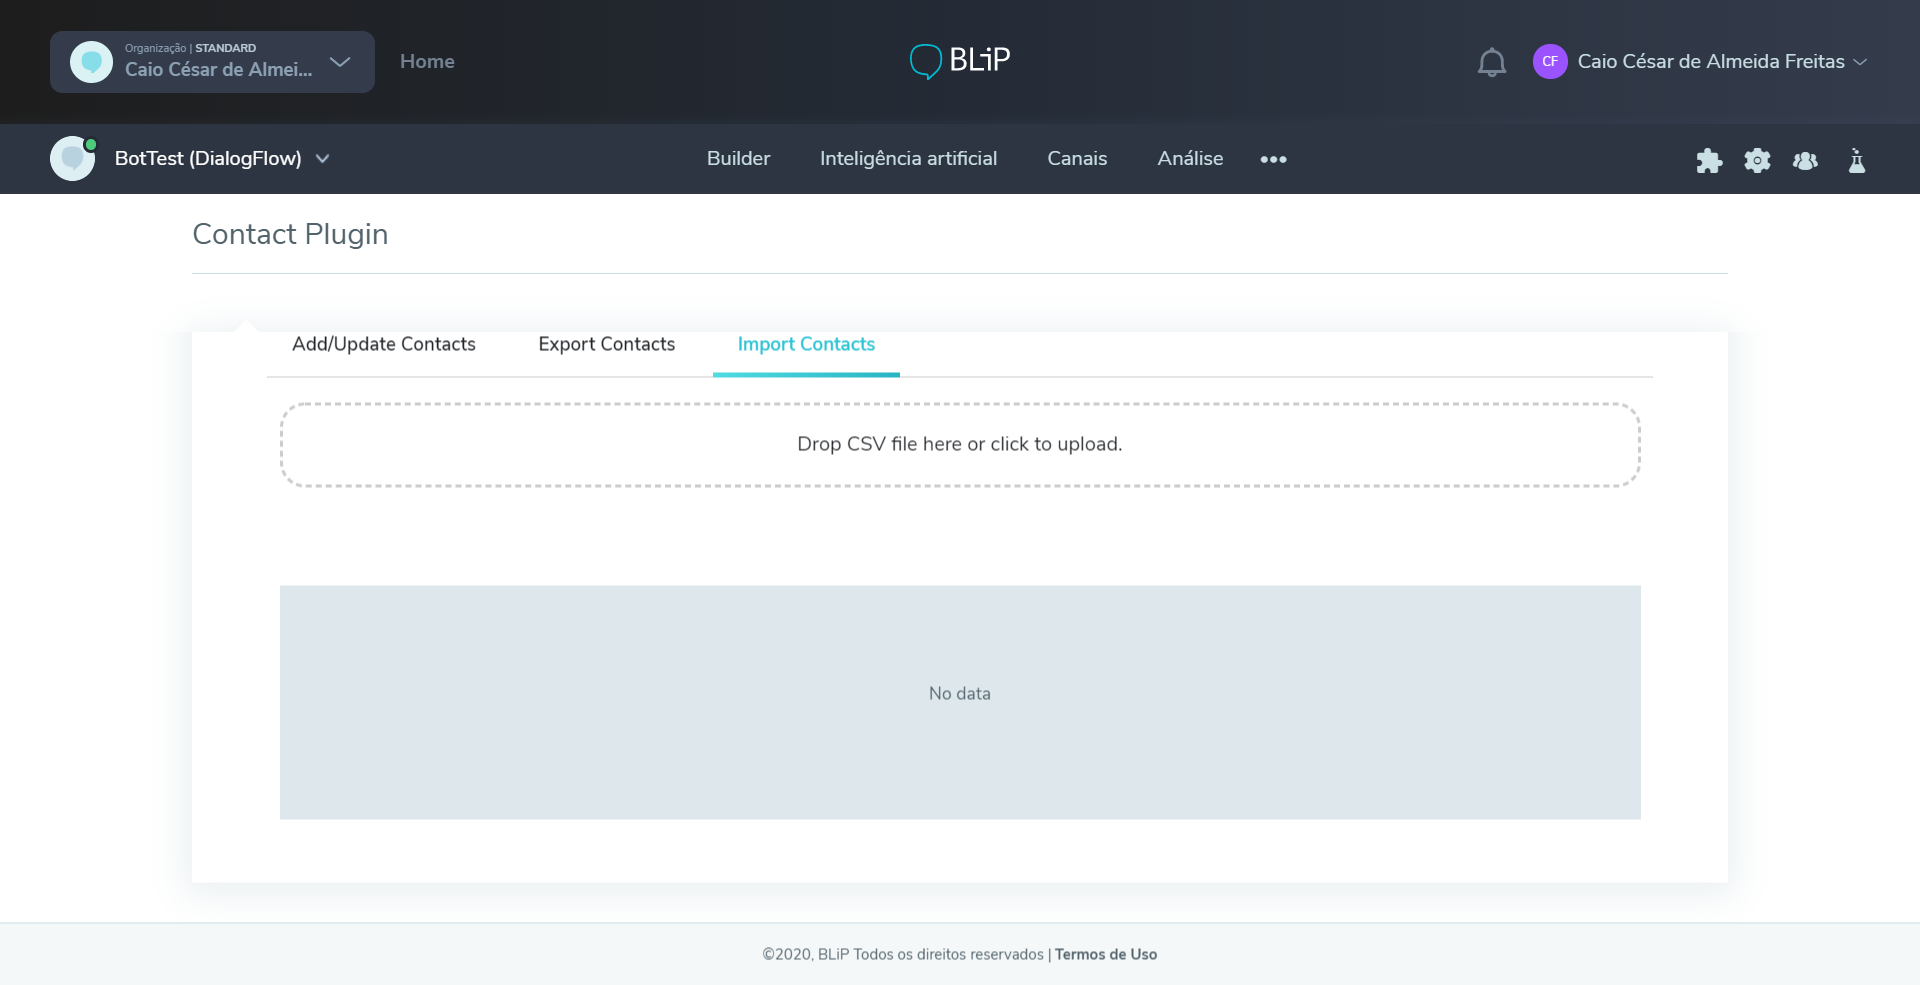 Organização | STANDARD
Caio César de Almei...
Home
BLiP
CF
Caio César de Almeida Freitas
BotTest (DialogFlow)
Builder
Inteligência artificial
Canais
Análise
Contact Plugin
Add/Update Contacts
Export Contacts
Import Contacts
Drop CSV file here or click to upload.
No data
©2020, BLiP Todos os direitos reservados | Termos de Uso